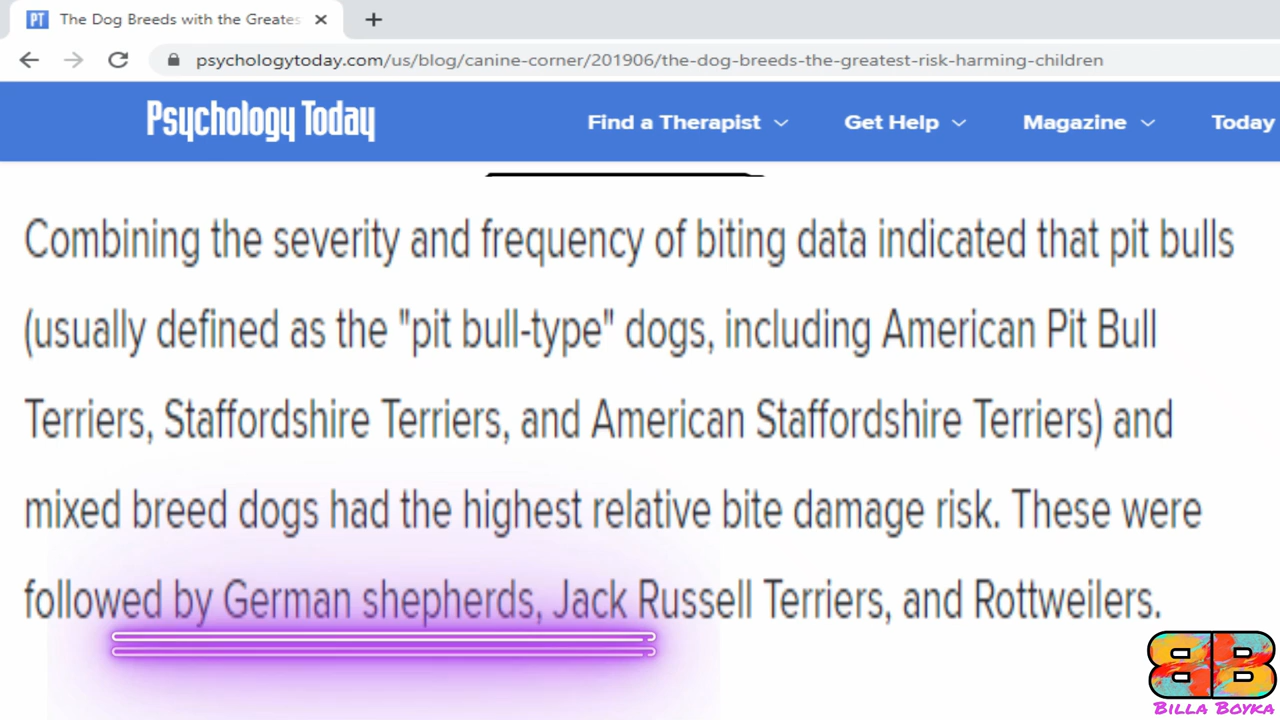 PT The Dog Breeds with the Greates
psychologytoday.com/us/blog/canine-corner/201906/the-dog-breeds-the-greatest-risk-harming-children
Psychology Today Find a Therapist Get Help Magazine Today
Combining the severity and frequency of biting data indicated that pit bulls
(usually defined as the "pit bull-type" dogs, including American Pit Bull
Terriers, Staffordshire Terriers, and American Staffordshire Terriers) and
mixed breed dogs had the highest relative bite damage risk. These were
followed by German shepherds, Jack Russell Terriers, and Rottweilers.
BB
Billa Boyka